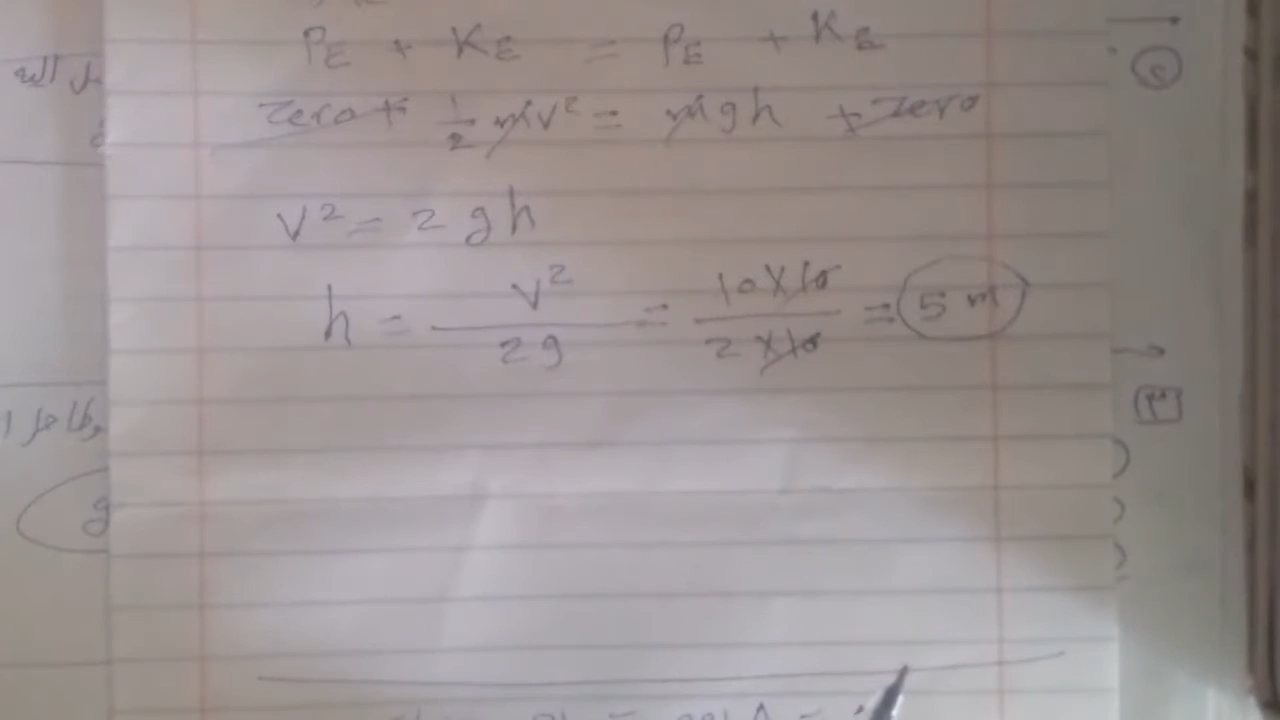 PE + KE = PE + KE
zero + 1/2 mv² = mgh + zero
v² = 2gh
h = v²/2g = 10×10/2×10 = 5 m